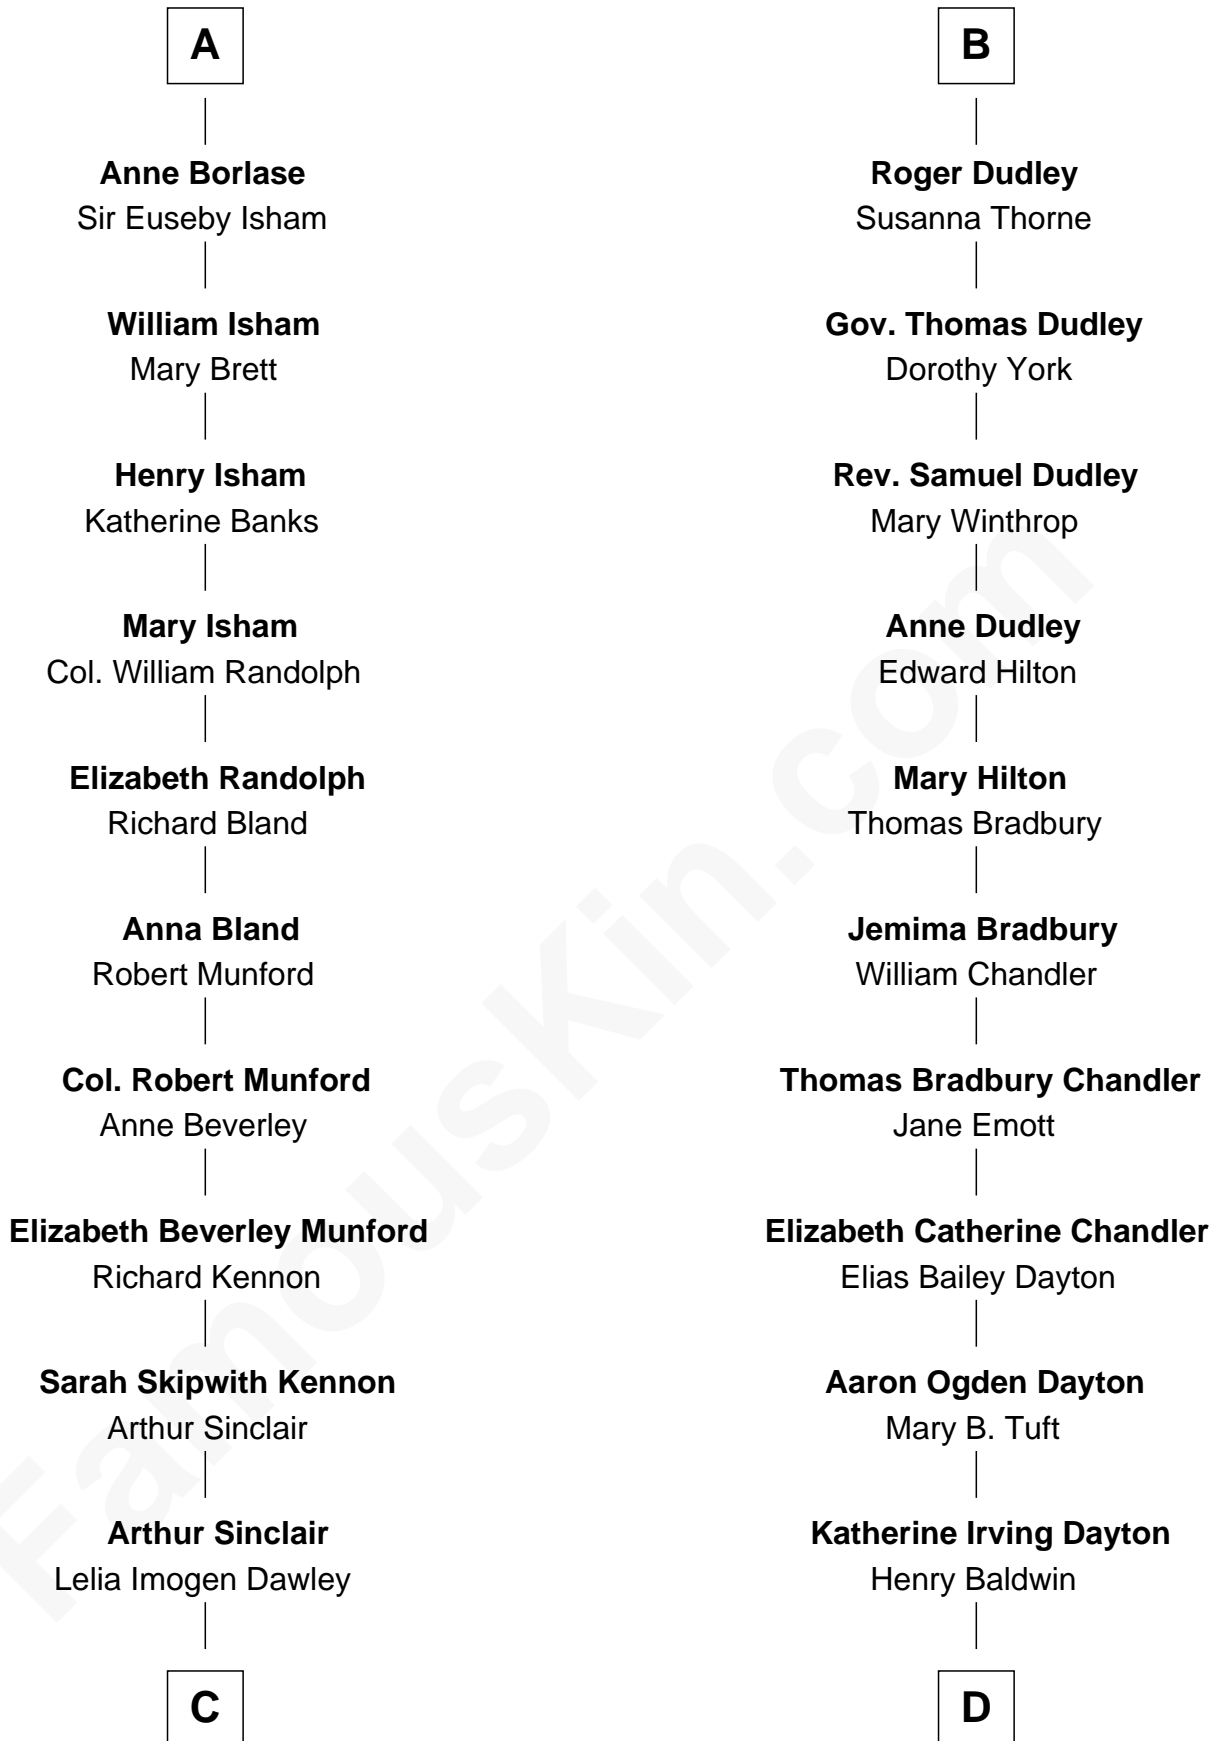 A
Anne Borlase
Sir Euseby Isham
William Isham
Mary Brett
Henry Isham
Katherine Banks
Mary Isham
Col. William Randolph
Elizabeth Randolph
Richard Bland
Anna Bland
Robert Munford
Col. Robert Munford
Anne Beverley
Elizabeth Beverley Munford
Richard Kennon
Sarah Skipwith Kennon
Arthur Sinclair
Arthur Sinclair
Lelia Imogen Dawley
C
B
Roger Dudley
Susanna Thorne
Gov. Thomas Dudley
Dorothy York
Rev. Samuel Dudley
Mary Winthrop
Anne Dudley
Edward Hilton
Mary Hilton
Thomas Bradbury
Jemima Bradbury
William Chandler
Thomas Bradbury Chandler
Jane Emott
Elizabeth Catherine Chandler
Elias Bailey Dayton
Aaron Ogden Dayton
Mary B. Tuft
Katherine Irving Dayton
Henry Baldwin
D
FamousKin.com